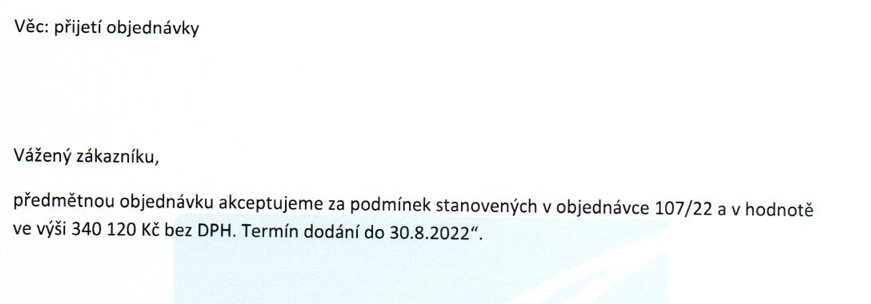 Věc: přijetí objednávky
Vážený zákazníku,
předmětnou objednávku akceptujeme za podmínek stanovených v objednávce 107/22 a v hodnotě
ve výši 340 120 Kč bez DPH. Termín dodání do 30.8.2022“.